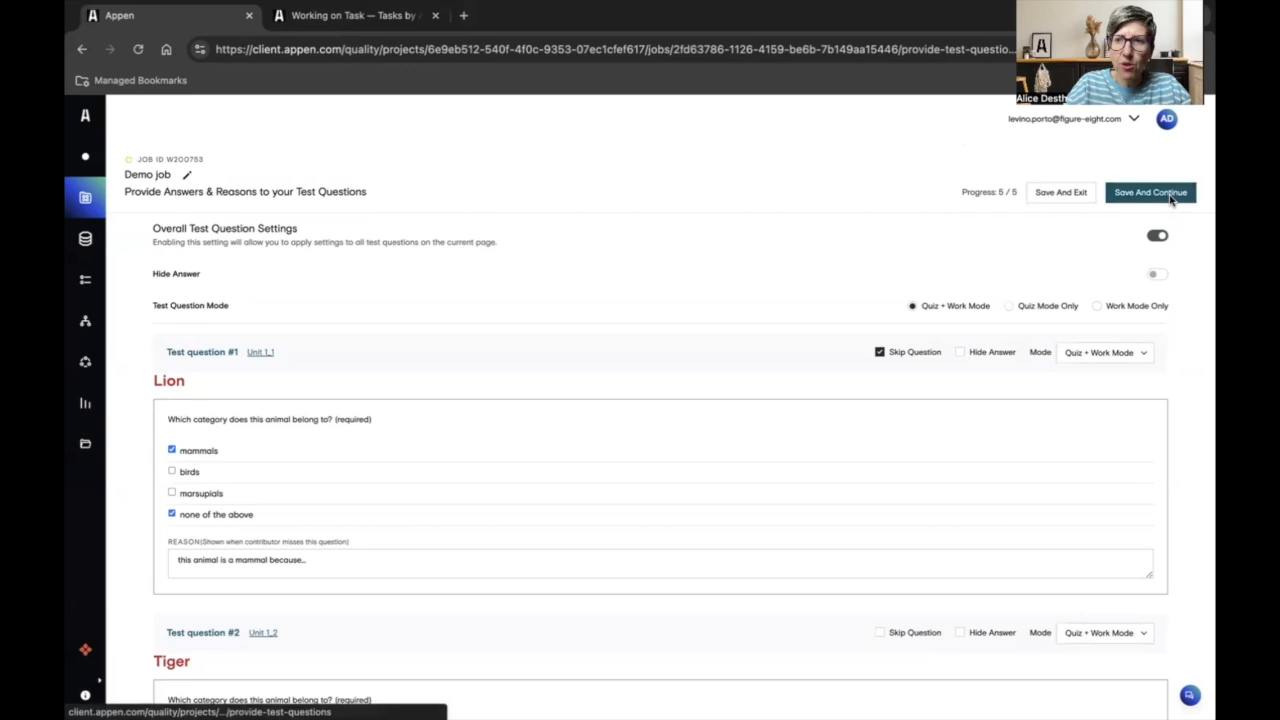 Appen
Working on Task — Tasks by
https://client.appen.com/quality/projects/6e9eb512-540f-4f0c-9353-07ec1cfef617/jobs/2fd63786-1126-4159-be6b-7b149aa15446/provide-test-questio...
Managed Bookmarks
Alice Desth
levino.porto@figure-eight.com
AD
JOB ID W200753
Demo job
Provide Answers & Reasons to your Test Questions
Progress: 5 / 5
Save And Exit
Save And Continue
Overall Test Question Settings
Enabling this setting will allow you to apply settings to all test questions on the current page.
Hide Answer
Test Question Mode
Quiz + Work Mode
Quiz Mode Only
Work Mode Only
Test question #1 Unit 1_1
Skip Question
Hide Answer
Mode
Quiz + Work Mode
Lion
Which category does this animal belong to? (required)
mammals
birds
marsupials
none of the above
REASON(Shown when contributor misses this question)
this animal is a mammal because...
Test question #2 Unit 1_2
Skip Question
Hide Answer
Mode
Quiz + Work Mode
Tiger
Which category does this animal belong to? (required)
client.appen.com/quality/projects/.../provide-test-questions